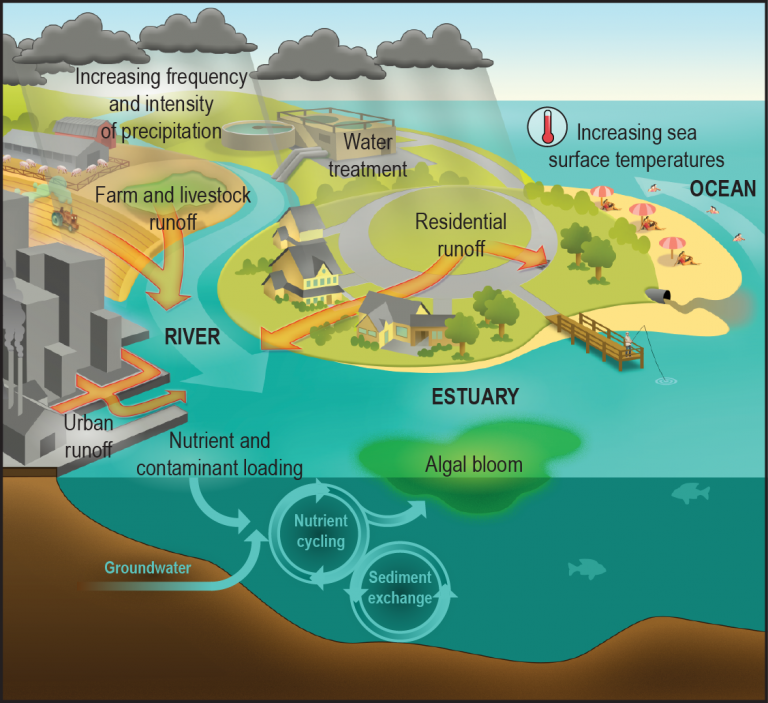 Increasing frequency
and intensity
of precipitation
Water
treatment
Increasing sea
surface temperatures
OCEAN
Farm and livestock
runoff
Residential
runoff
RIVER
ESTUARY
Urban
runoff
Nutrient and
contaminant loading
Algal bloom
Nutrient
cycling
Groundwater
Sediment
exchange